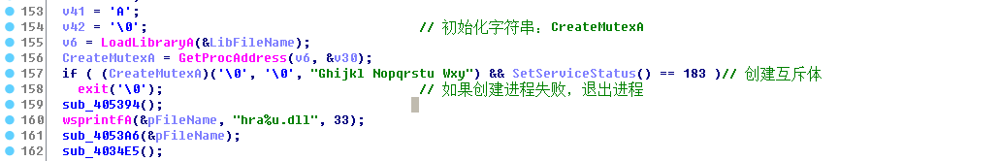 153 v41 = 'A';
154 v42 = '\0'; // 初始化字符串：CreateMutexA
155 v6 = LoadLibraryA(&LibFileName);
156 CreateMutexA = GetProcAddress(v6, &v30);
157 if ( (CreateMutexA)('\0', '\0', "Ghijkl Nopqrstu Wxy") && SetServiceStatus() == 183 )// 创建互斥体
158 exit('\0'); // 如果创建进程失败，退出进程
159 sub_405394();
160 wsprintfA(&pFileName, "hra%u.dll", 33);
161 sub_4053A6(&pFileName);
162 sub_4034E5();